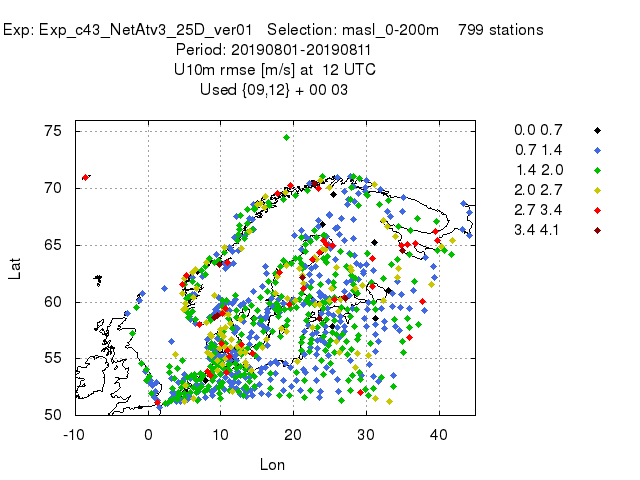 Exp: Exp_c43_NetAtv3_25D_ver01 Selection: masl_0-200m 799 stations
Period: 20190801-20190811
U10m rmse [m/s] at 12 UTC
Used {09,12} + 00 03
75
70
65
60
55
50
-10 0 10 20 30 40
Lat
Lon
0.0 0.7
0.7 1.4
1.4 2.0
2.0 2.7
2.7 3.4
3.4 4.1